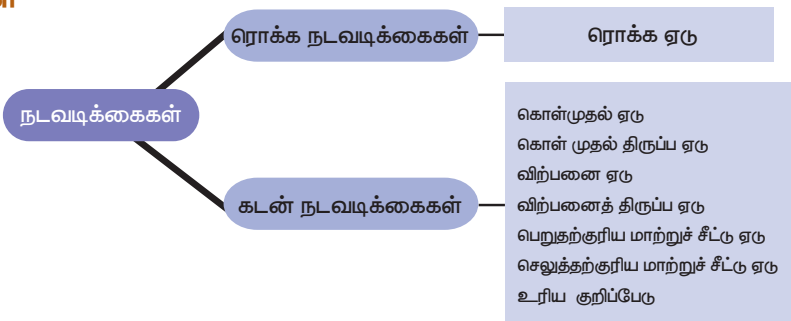 ரொக்க நடவடிக்கைகள்
ரொக்க ஏடு
நடவடிக்கைகள்
கடன் நடவடிக்கைகள்
கொள்முதல் ஏடு
கொள் முதல் திருப்ப ஏடு
விற்பனை ஏடு
விற்பனைத் திருப்ப ஏடு
பெறுதற்குரிய மாற்றுச் சீட்டு ஏடு
செலுத்தற்குரிய மாற்றுச் சீட்டு ஏடு
உரிய குறிப்பேடு